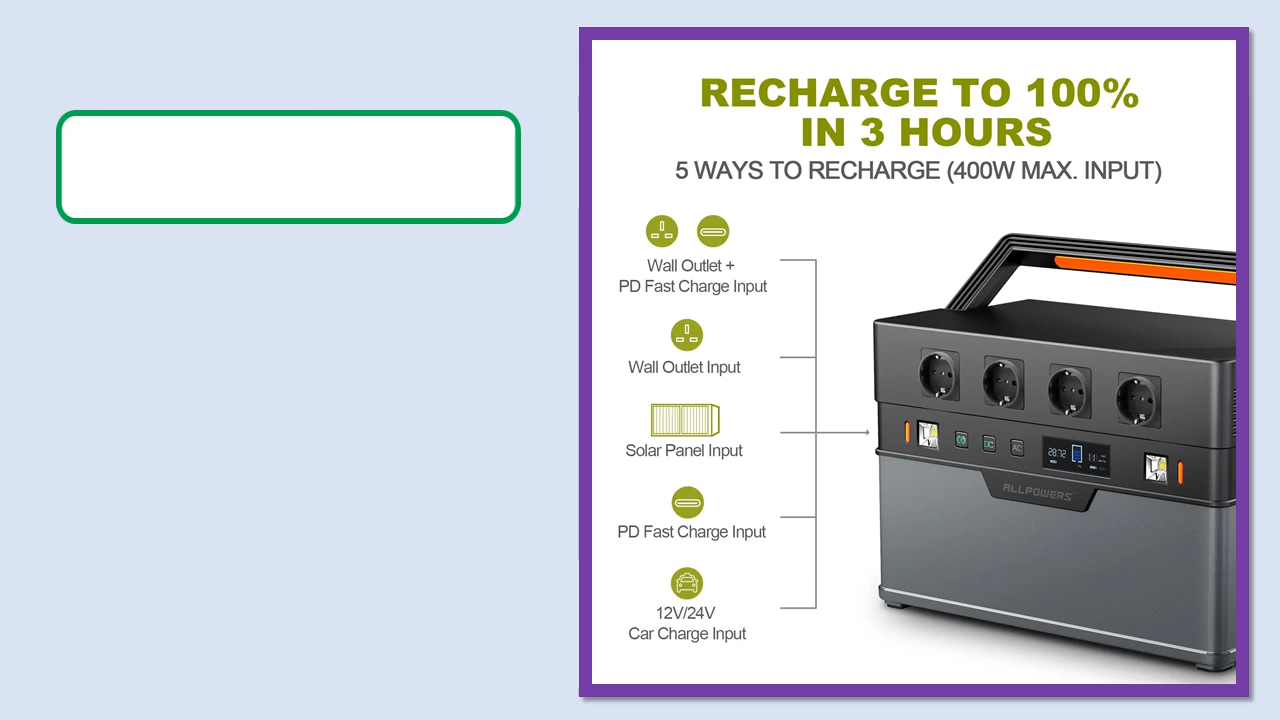 RECHARGE TO 100%
IN 3 HOURS
5 WAYS TO RECHARGE (400W MAX. INPUT)
Wall Outlet +
PD Fast Charge Input
Wall Outlet Input
Solar Panel Input
PD Fast Charge Input
12V/24V
Car Charge Input
AC
ALLPOWERS